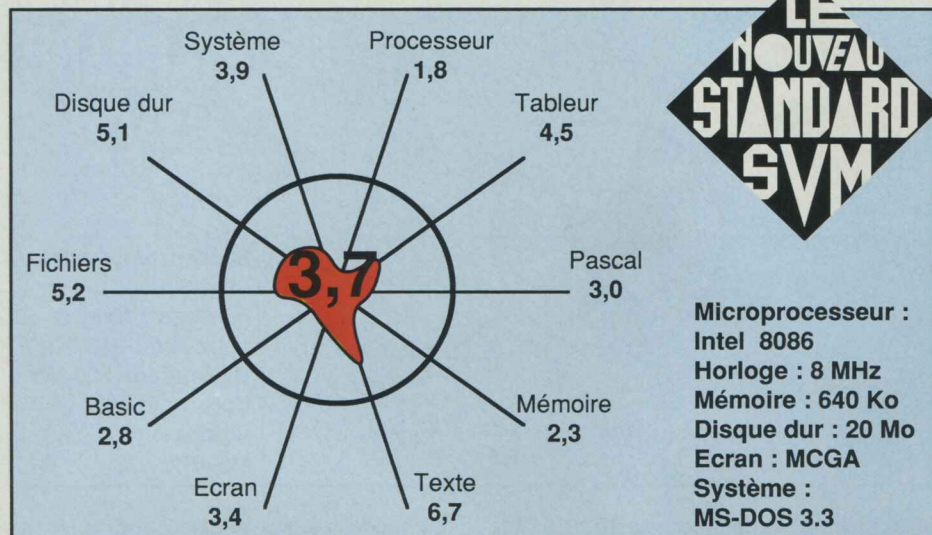 Système
3,9
Processeur
1,8
Disque dur
5,1
Tableur
4,5
Fichiers
5,2
3,7
Pascal
3,0
Basic
2,8
Mémoire
2,3
Ecran
3,4
Texte
6,7
LE
NOUVEAU
STANDARD
SVM
Microprocesseur :
Intel 8086
Horloge : 8 MHz
Mémoire : 640 Ko
Disque dur : 20 Mo
Ecran : MCGA
Système :
MS-DOS 3.3